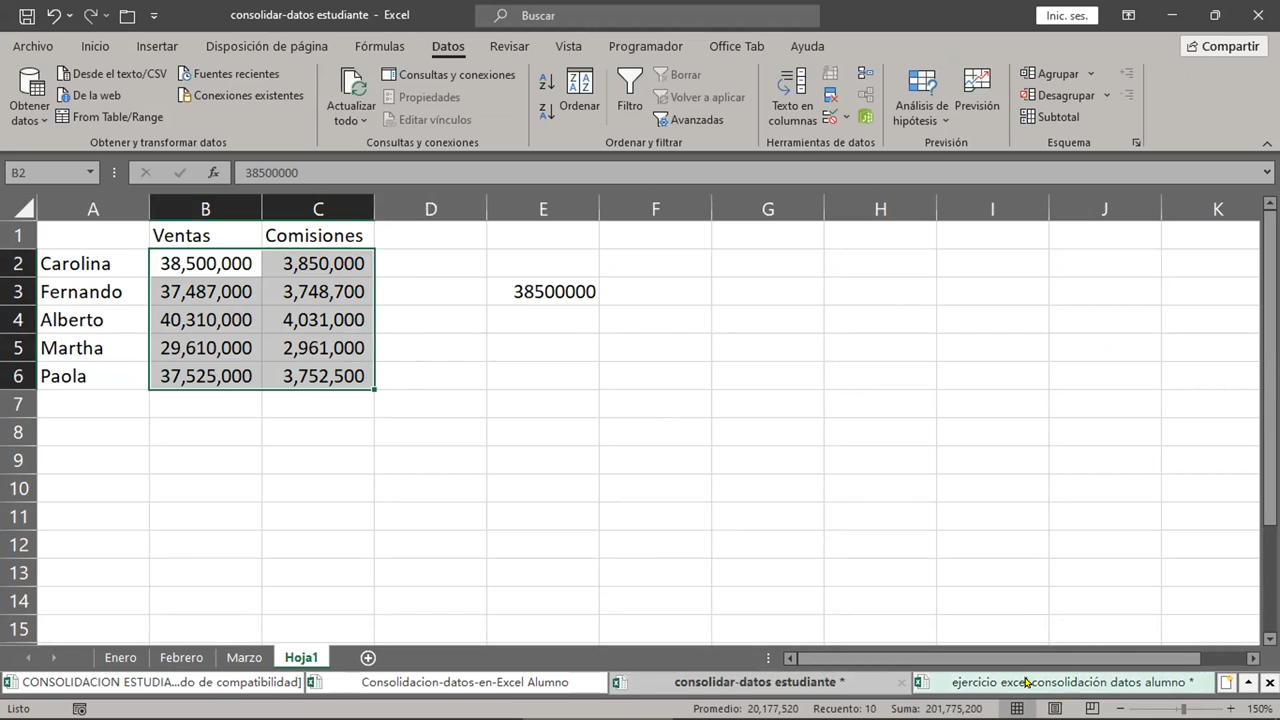 consolidar-datos estudiante - Excel
Buscar
Inic. ses.
Archivo Inicio Insertar Disposición de página Fórmulas Datos Revisar Vista Programador Office Tab Ayuda
Compartir
Obtener datos
Desde el texto/CSV
De la web
From Table/Range
Fuentes recientes
Conexiones existentes
Actualizar todo
Consultas y conexiones
Propiedades
Editar vínculos
Ordenar
Filtro
Borrar
Volver a aplicar
Avanzadas
Texto en columnas
Análisis de hipótesis
Previsión
Agrupar
Desagrupar
Subtotal
Obtener y transformar datos
Consultas y conexiones
Ordenar y filtrar
Herramientas de datos
Previsión
Esquema
B2
fx
38500000
A B C D E F G H I J K
1 Ventas Comisiones
2 Carolina 38,500,000 3,850,000
3 Fernando 37,487,000 3,748,700 38500000
4 Alberto 40,310,000 4,031,000
5 Martha 29,610,000 2,961,000
6 Paola 37,525,000 3,752,500
7
8
9
10
11
12
13
14
15
Enero Febrero Marzo Hoja1
CONSOLIDACION ESTUDIA...do de compatibilidad]
Consolidacion-datos-en-Excel Alumno
consolidar-datos estudiante *
ejercicio excel consolidación datos alumno *
Listo
Promedio: 20,177,520 Recuento: 10 Suma: 201,775,200
150%